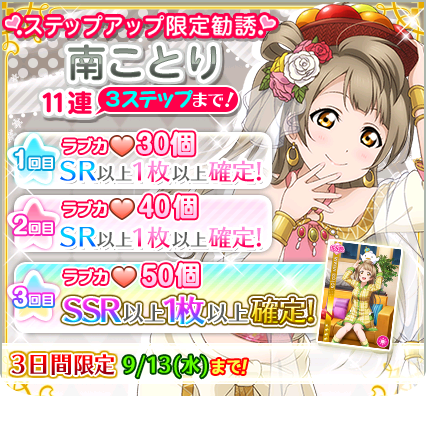 ステップアップ限定勧誘
南ことり
11連 3ステップまで!
1回目 ラブカ♥30個
SR以上1枚以上確定!
2回目 ラブカ♥40個
SR以上1枚以上確定!
3回目 ラブカ♥50個
SSR以上1枚以上確定!
3日間限定 9/13(水)まで!